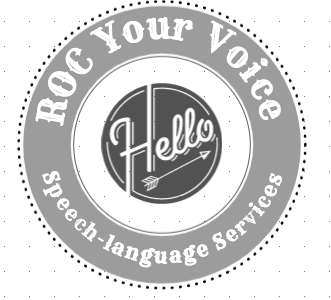 ROC Your Voice
Hello
Speech-language Services